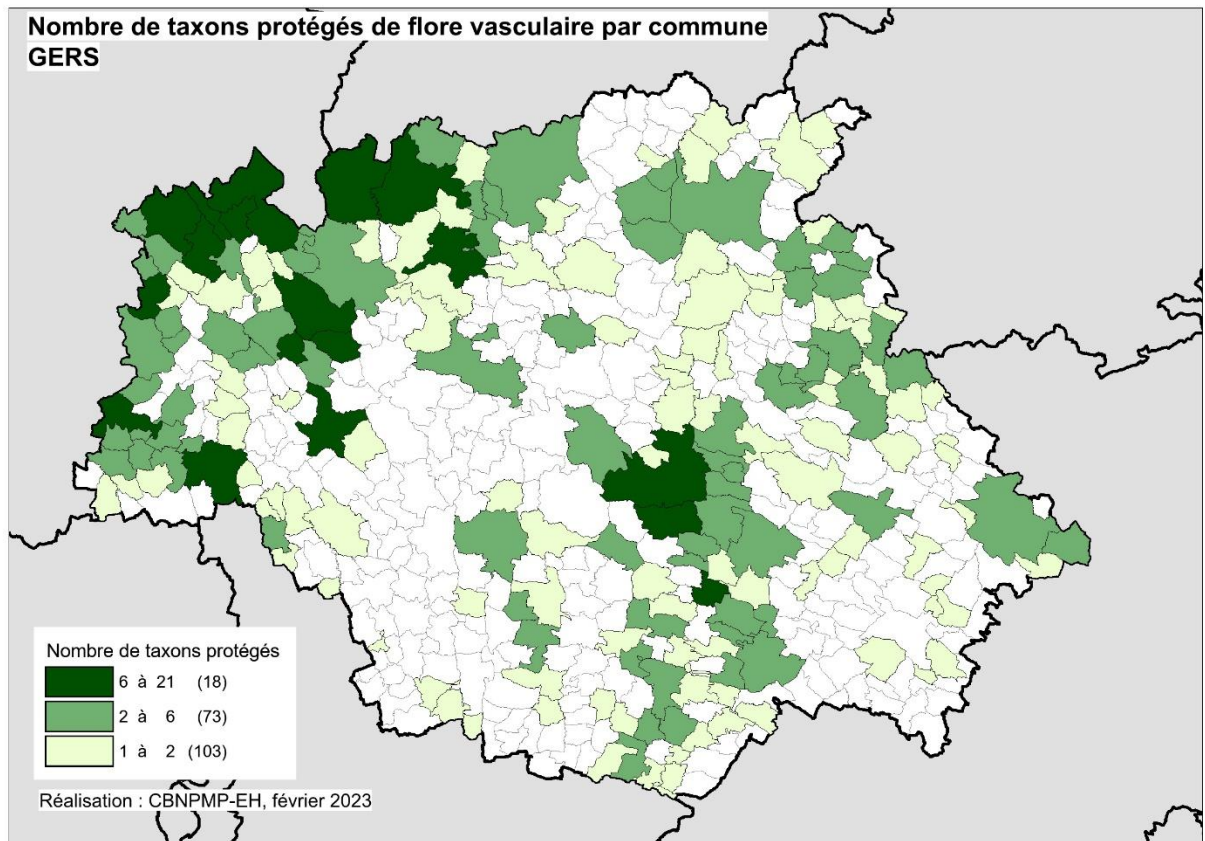 Nombre de taxons protégés de flore vasculaire par commune
GERS
Nombre de taxons protégés
6 à 21 (18)
2 à 6 (73)
1 à 2 (103)
Réalisation : CBNPMP-EH, février 2023